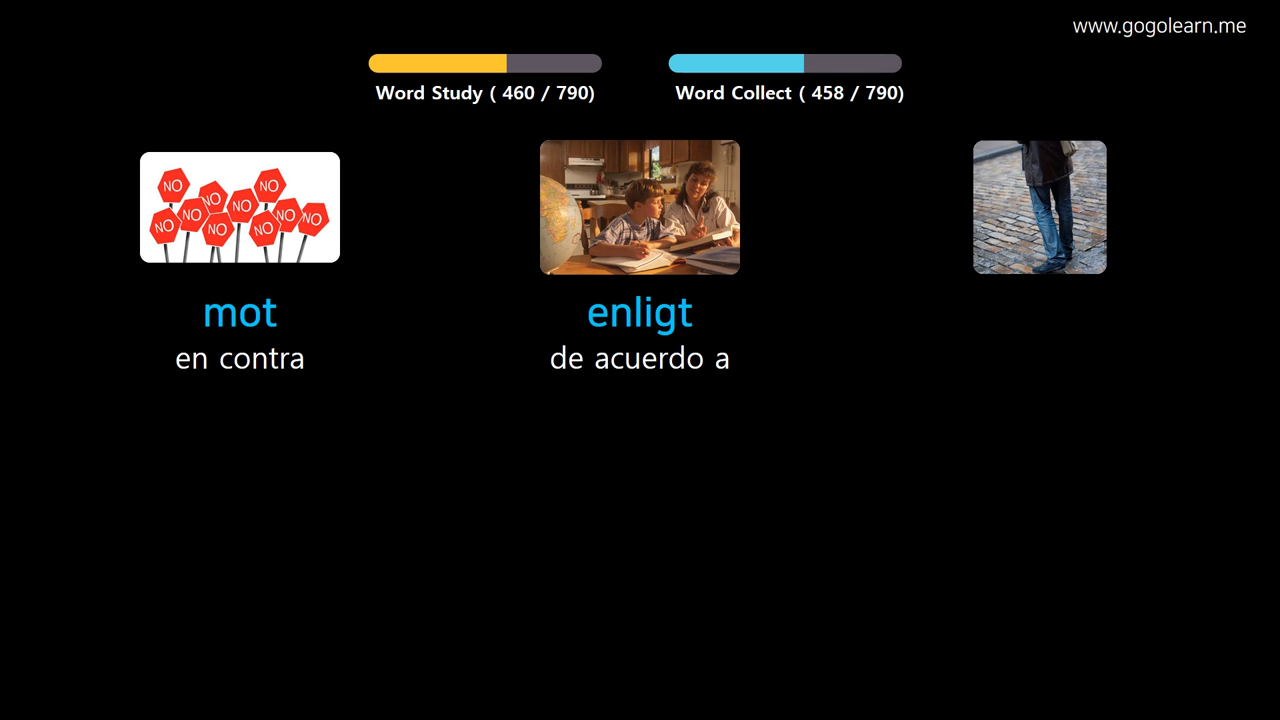 www.gogolearn.me
Word Study ( 460 / 790)
Word Collect ( 458 / 790)
NO
NO
NO
NO
NO
NO
NO
NO
NO
NO
mot
en contra
enligt
de acuerdo a